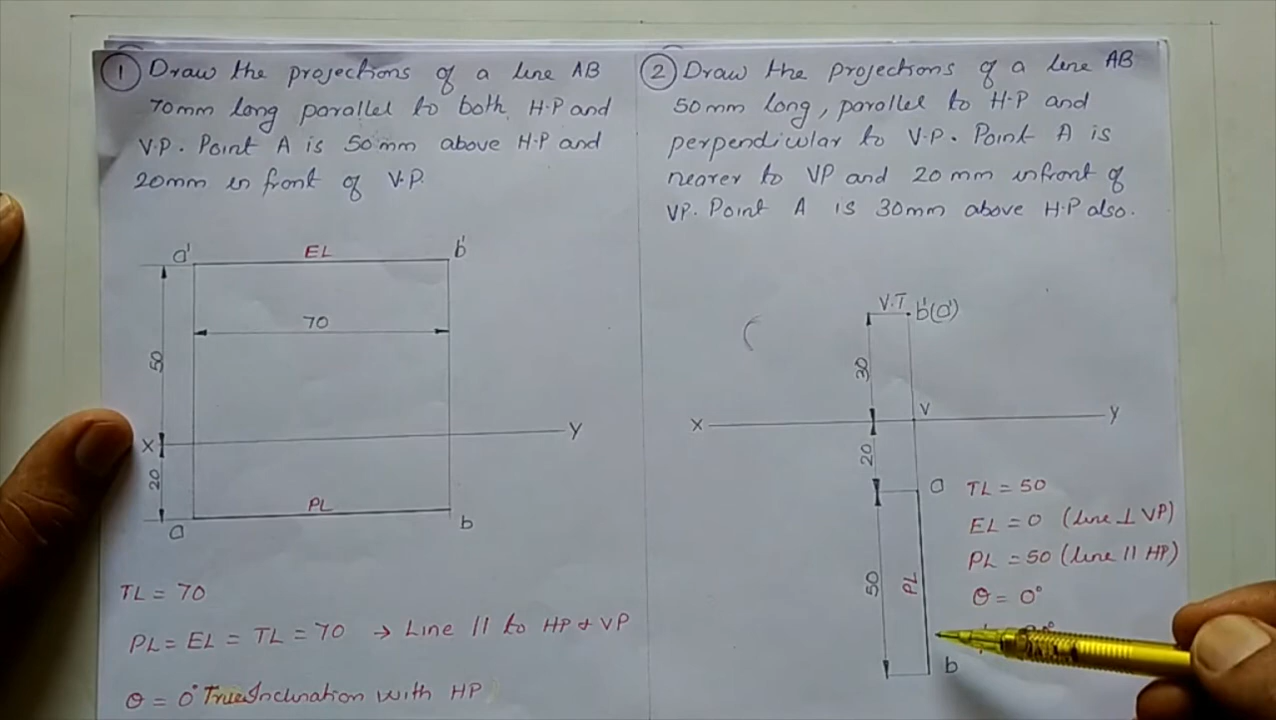 ① Draw the projections of a line AB
70mm long parallel to both H.P and
V.P. Point A is 50mm above H.P and
20mm in front of V.P.
a' EL b'
70
50
X Y
20
PL
a b
TL = 70
PL = EL = TL = 70 → Line // to HP & VP
θ = 0° True Inclination with HP
② Draw the projections of a line AB
50mm long, parallel to H.P and
perpendicular to V.P. Point A is
nearer to VP and 20mm infront of
VP. Point A is 30mm above H.P also.
V.T b'(a')
30
X V Y
20
a TL = 50
EL = 0 (line ⊥ VP)
PL = 50 (line // HP)
50 PL
θ = 0°
b